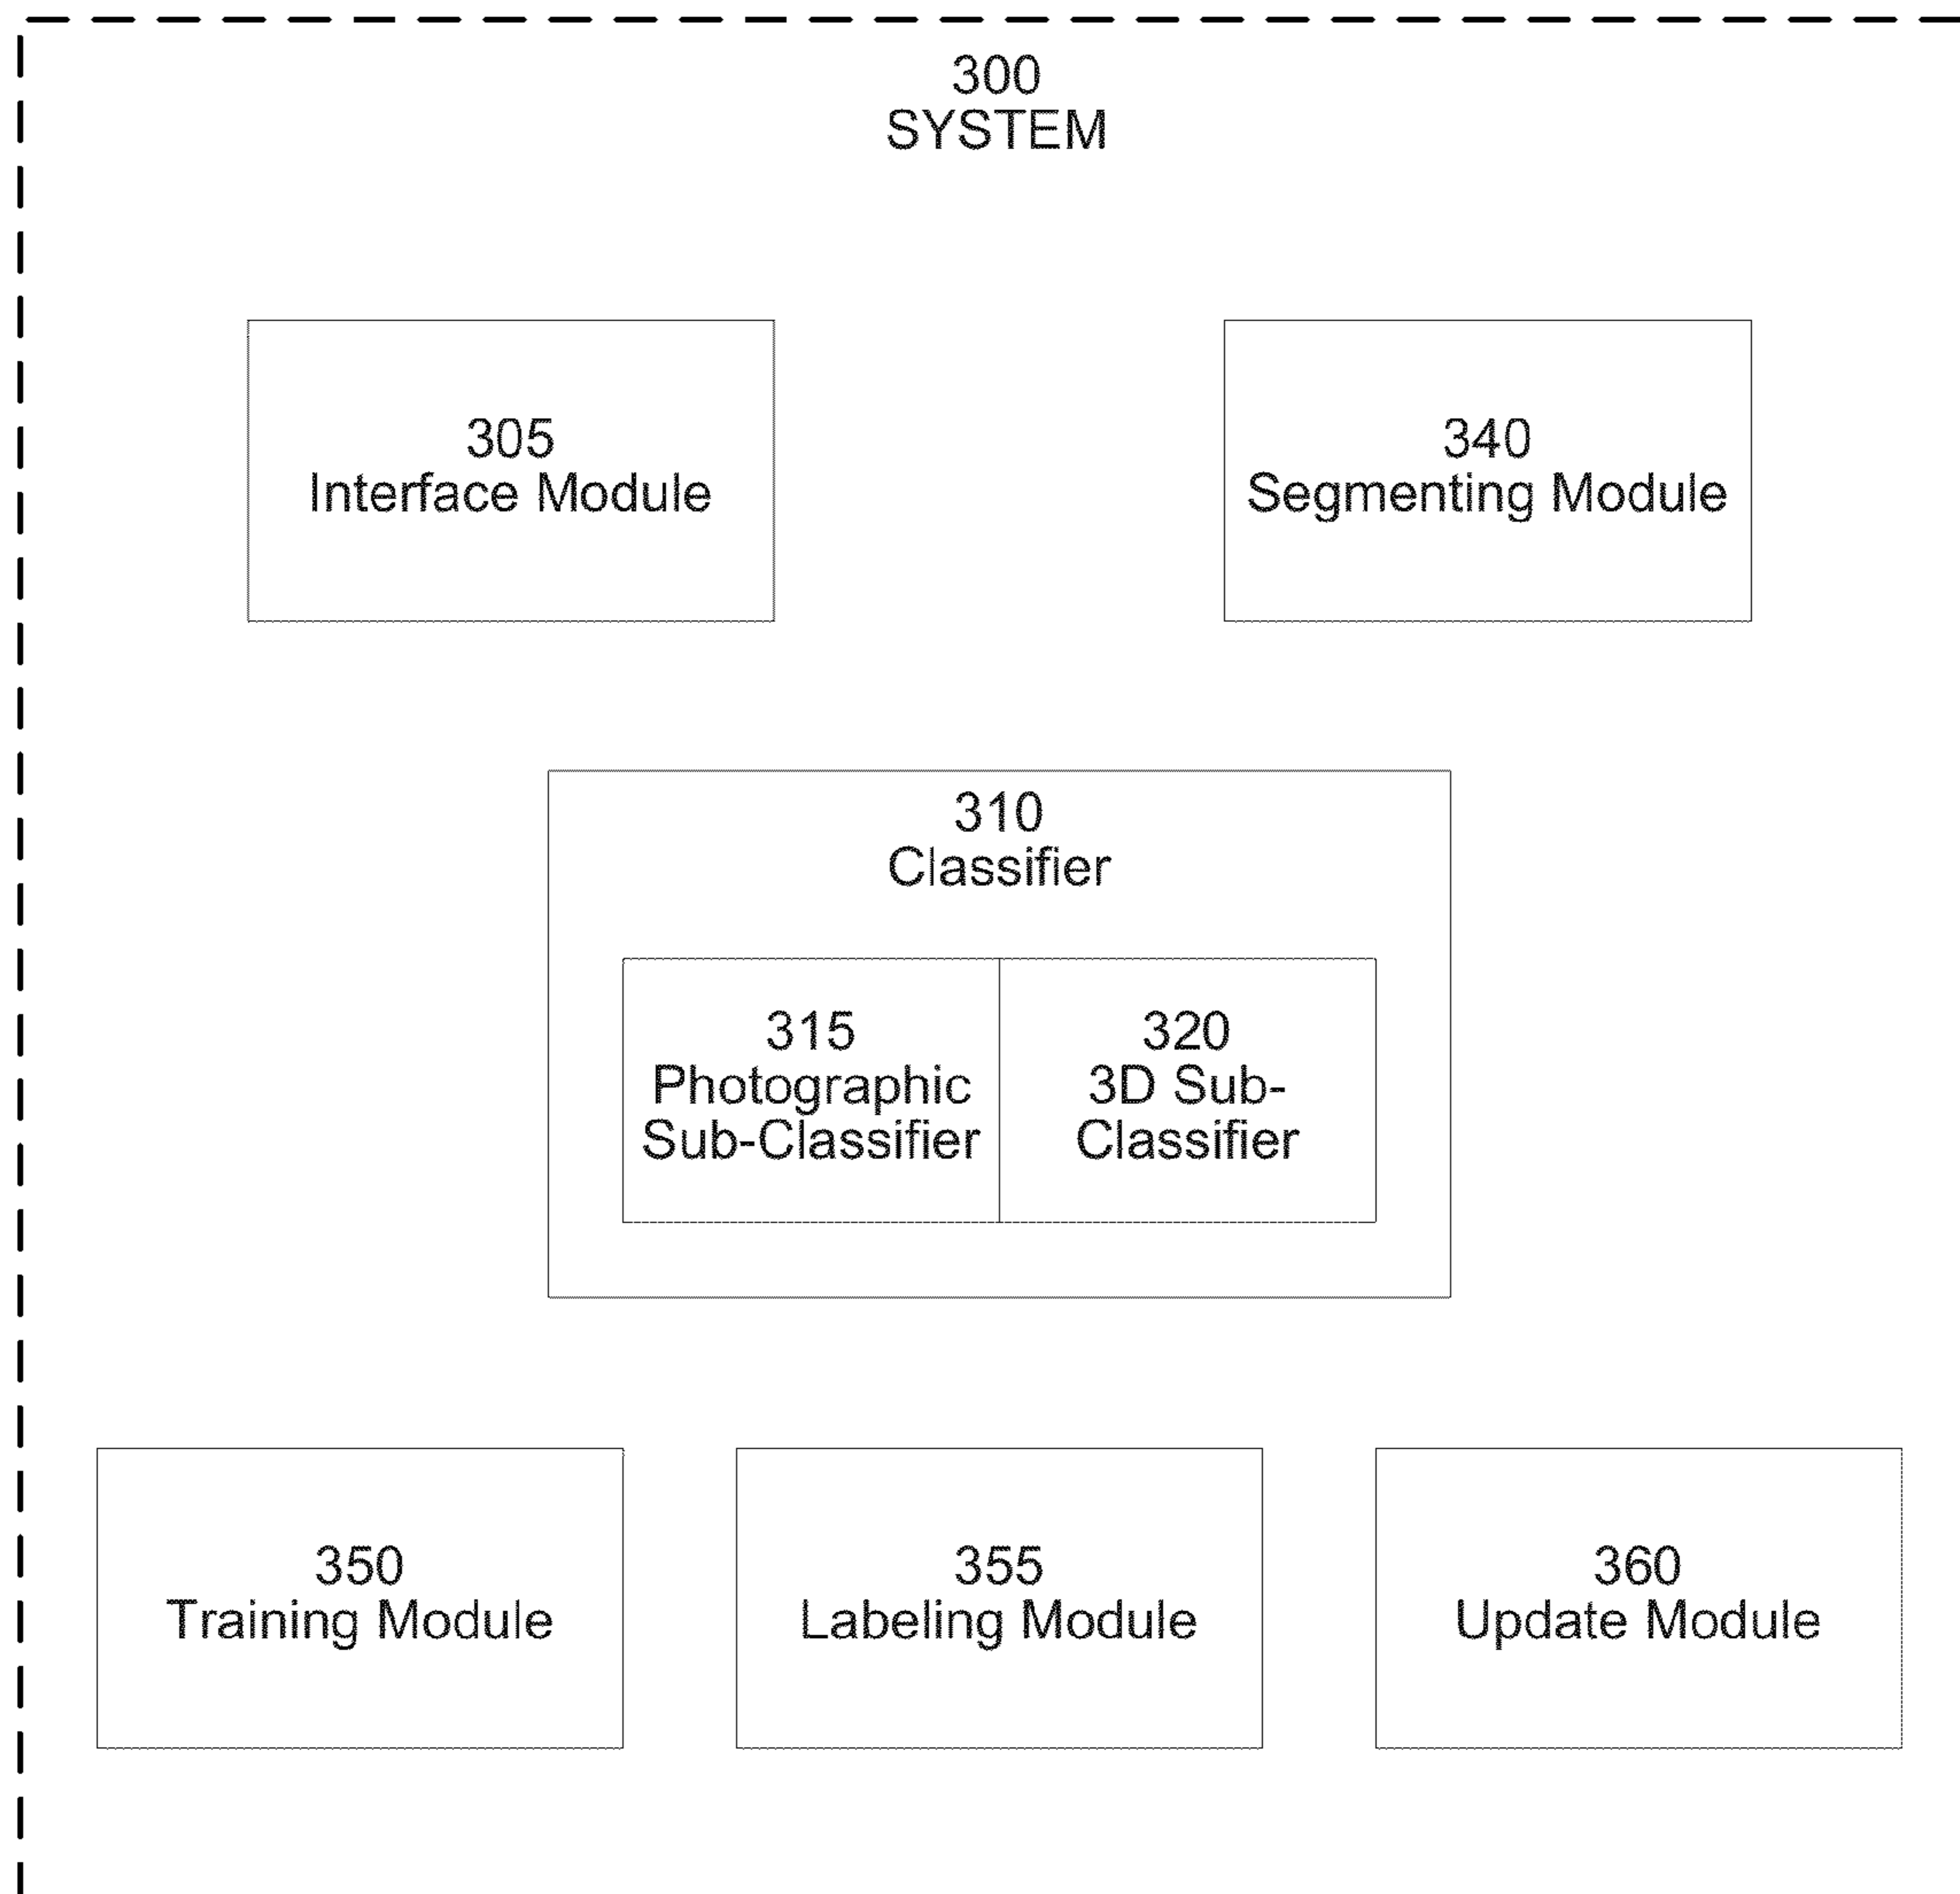 300
SYSTEM
305
Interface Module
340
Segmenting Module
310
Classifier
315
Photographic
Sub-Classifier
320
3D Sub-
Classifier
350
Training Module
355
Labeling Module
360
Update Module